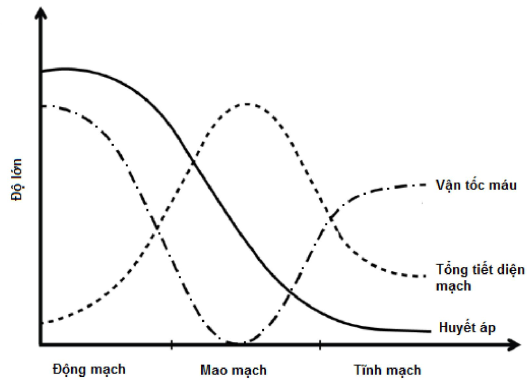 Độ lớn
Vận tốc máu
Tổng tiết diện
mạch
Huyết áp
Động mạch
Mao mạch
Tĩnh mạch